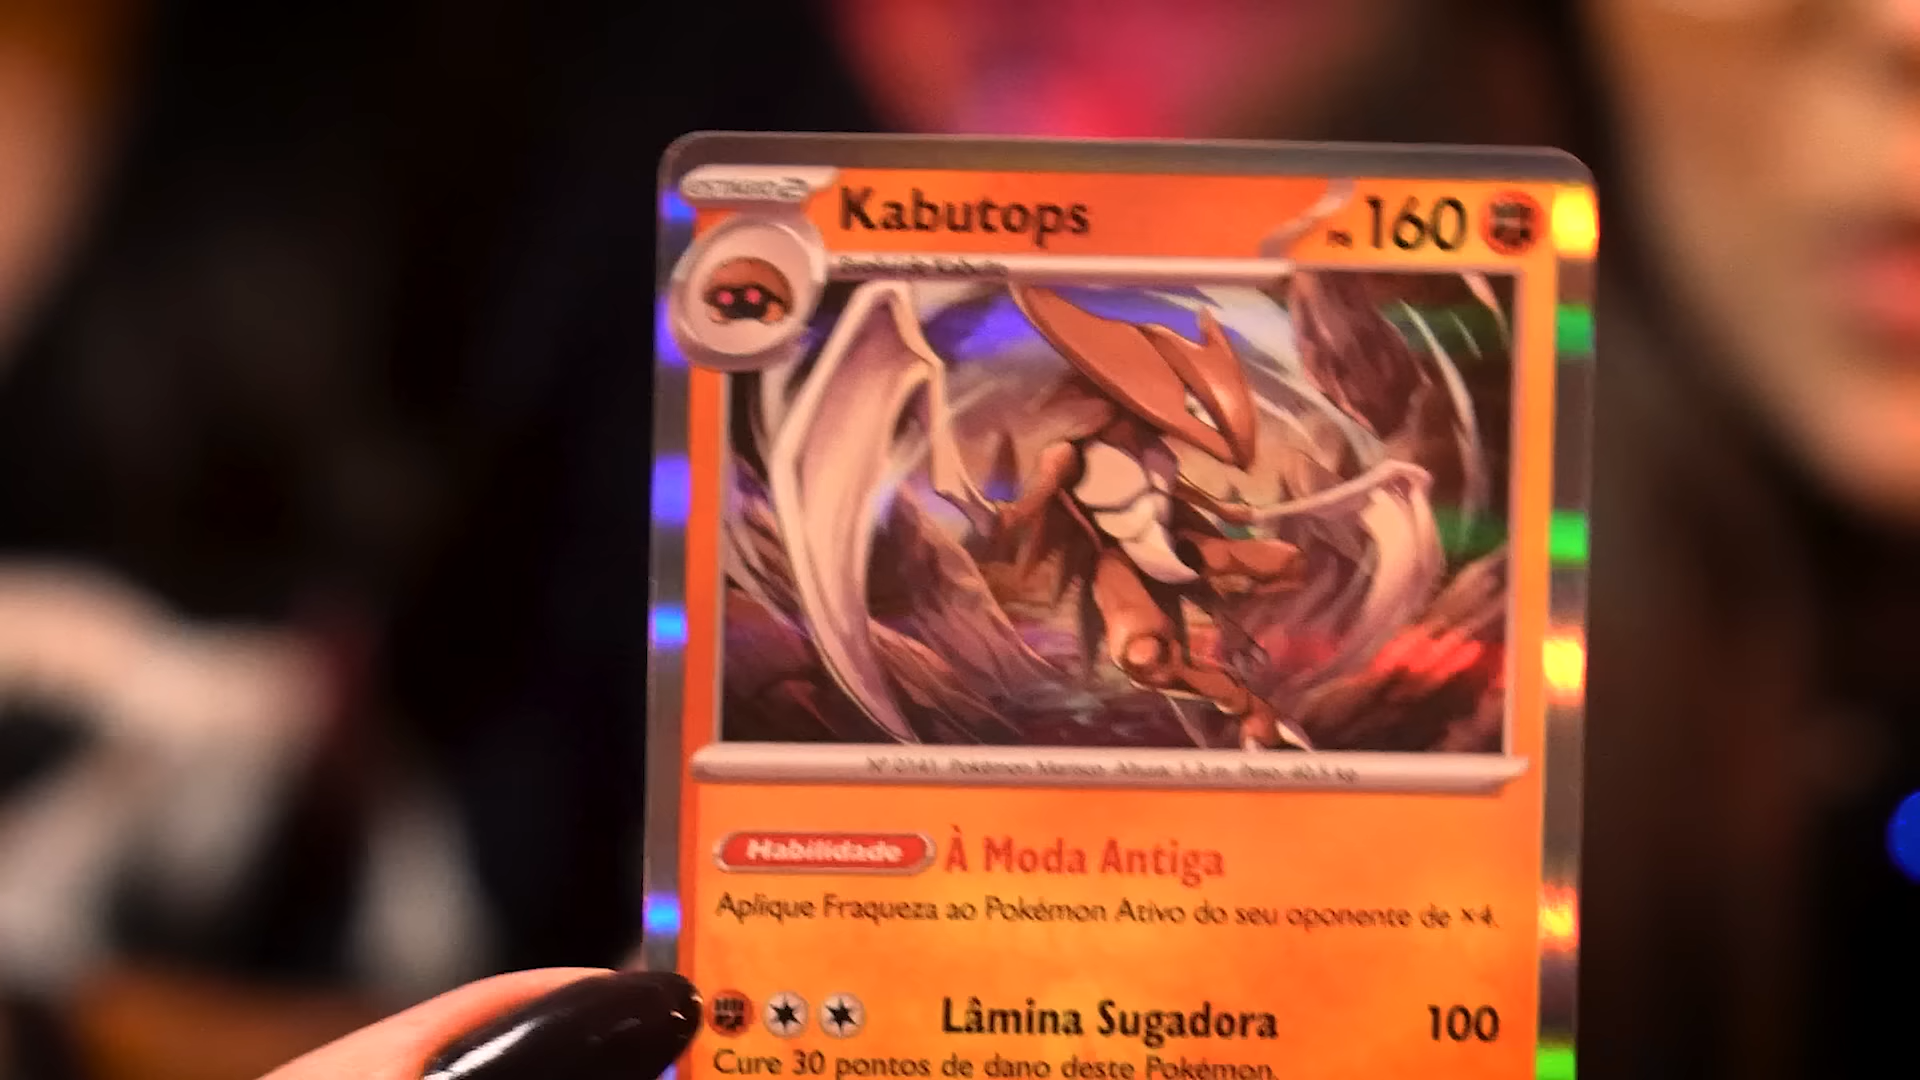 Kabutops
160
Habilidade À Moda Antiga
Aplique Fraqueza ao Pokémon Ativo do seu oponente de ×4.
Lâmina Sugadora 100
Cure 30 pontos de dano deste Pokémon.